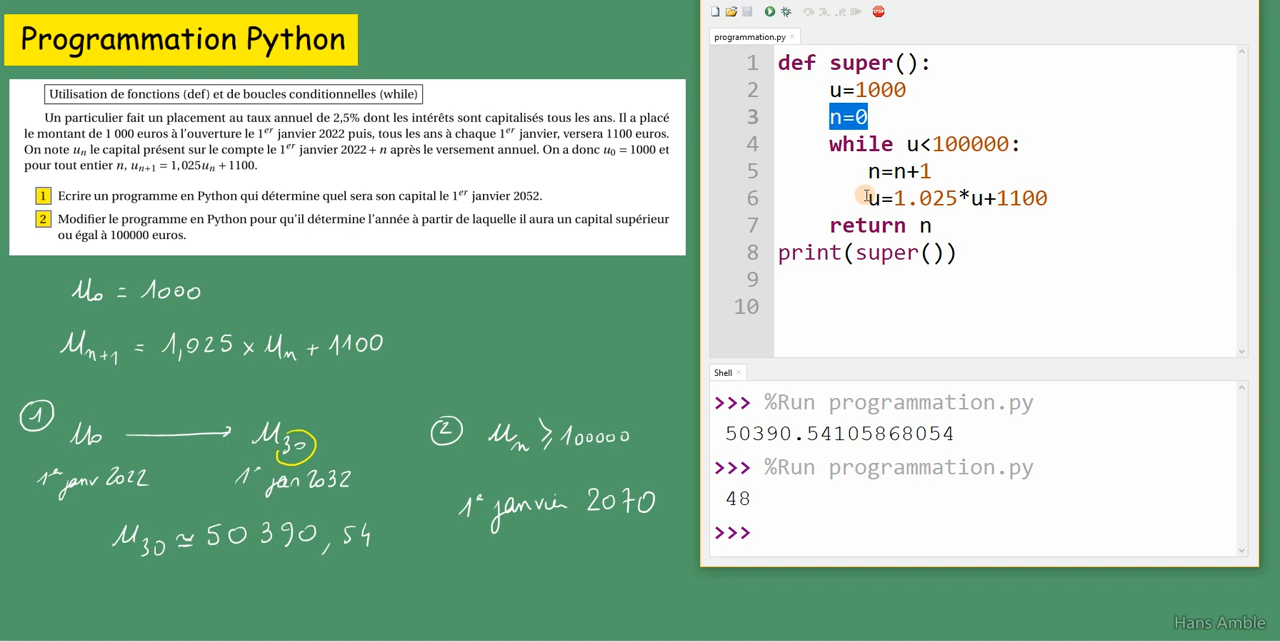 Programmation Python
Utilisation de fonctions (def) et de boucles conditionnelles (while)
Un particulier fait un placement au taux annuel de 2,5% dont les intérêts sont capitalisés tous les ans. Il a placé
le montant de 1 000 euros à l'ouverture le 1er janvier 2022 puis, tous les ans à chaque 1er janvier, versera 1100 euros.
On note un le capital présent sur le compte le 1er janvier 2022 + n après le versement annuel. On a donc u0 = 1000 et
pour tout entier n, un+1 = 1,025un + 1100.
1 Ecrire un programme en Python qui détermine quel sera son capital le 1er janvier 2052.
2 Modifier le programme en Python pour qu'il détermine l'année à partir de laquelle il aura un capital supérieur
ou égal à 100000 euros.
u0 = 1000
un+1 = 1,025 × un + 1100
1 u0 → u30
1er janv 2022 1er jan 2032
u30 ≃ 50 390,54
2 un ⩾ 100000
1er janvier 2070
programmation.py ×
1 def super():
2 u=1000
3 n=0
4 while u<100000:
5 n=n+1
6 u=1.025*u+1100
7 return n
8 print(super())
9
10
Shell ×
>>> %Run programmation.py
50390.54105868054
>>> %Run programmation.py
48
>>>
Hans Amble